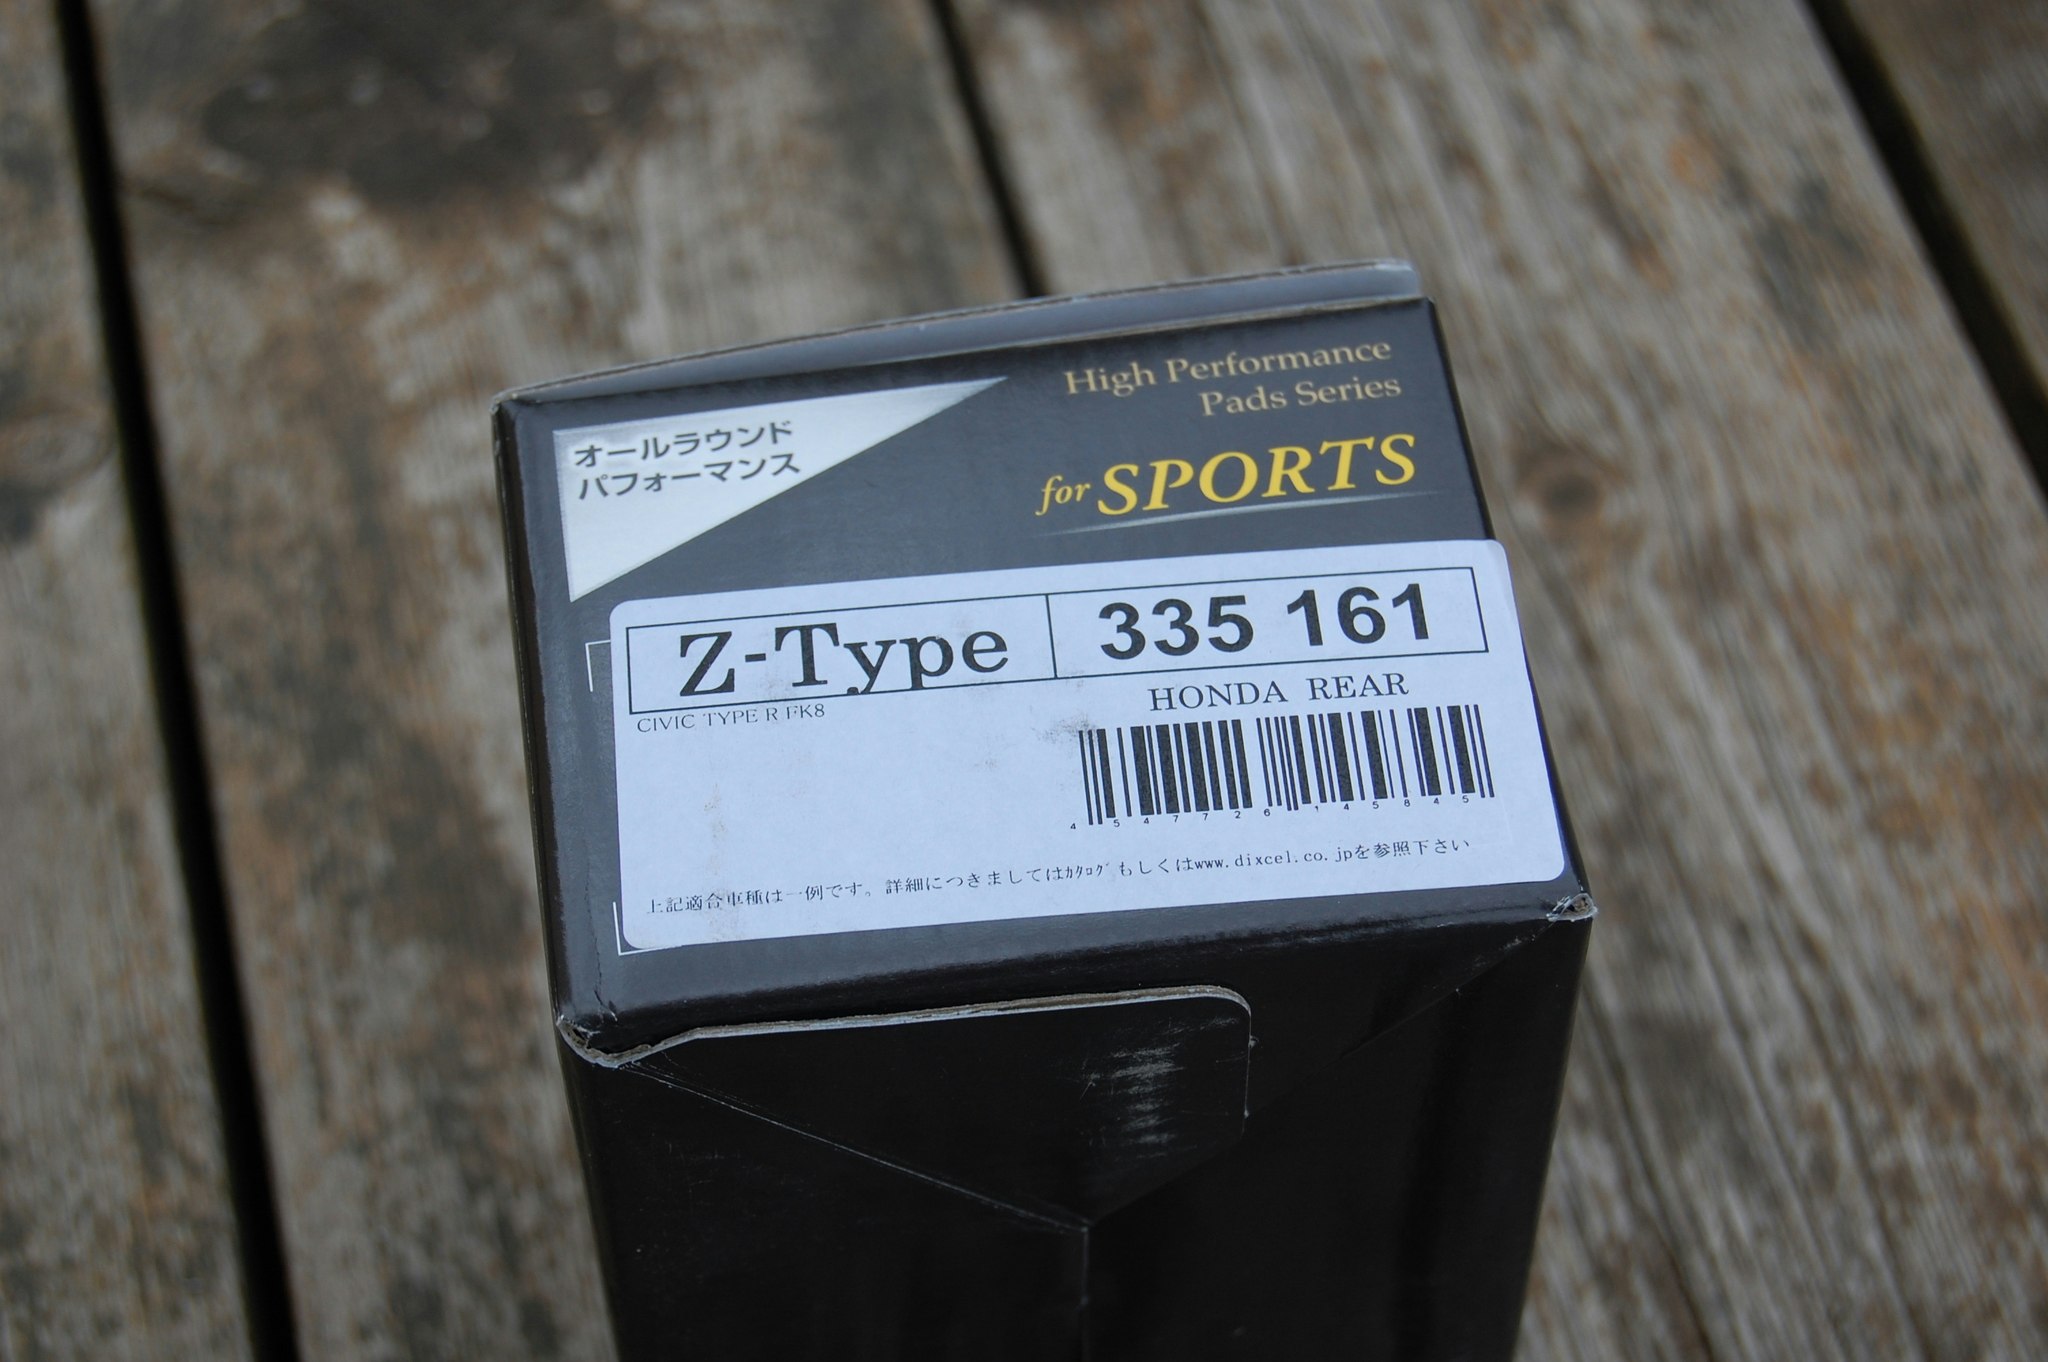 オールラウンド
パフォーマンス
High Performance
Pads Series
for SPORTS
Z-Type 335 161
HONDA REAR
CIVIC TYPE R FK8
4547726145845
上記適合車種は一例です。詳細につきましてはｶﾀﾛｸﾞもしくはwww.dixcel.co.jpを参照下さい